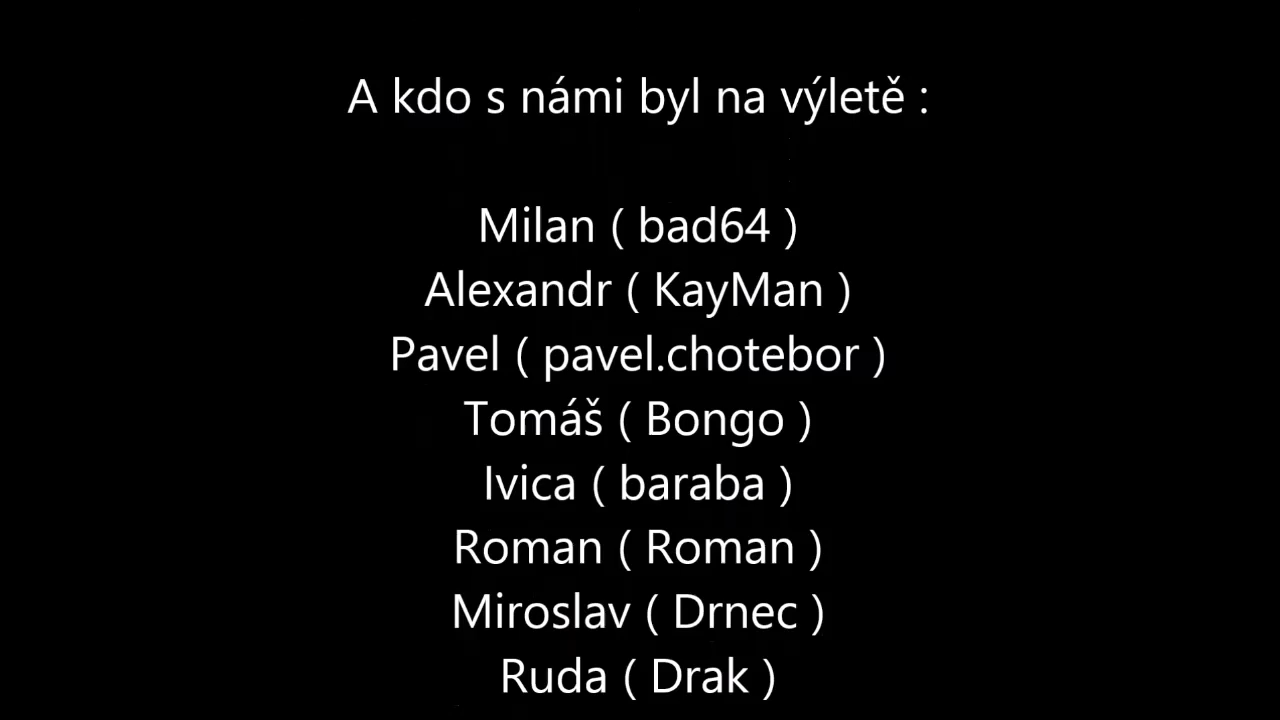 A kdo s námi byl na výletě :
Milan ( bad64 )
Alexandr ( KayMan )
Pavel ( pavel.chotebor )
Tomáš ( Bongo )
Ivica ( baraba )
Roman ( Roman )
Miroslav ( Drnec )
Ruda ( Drak )